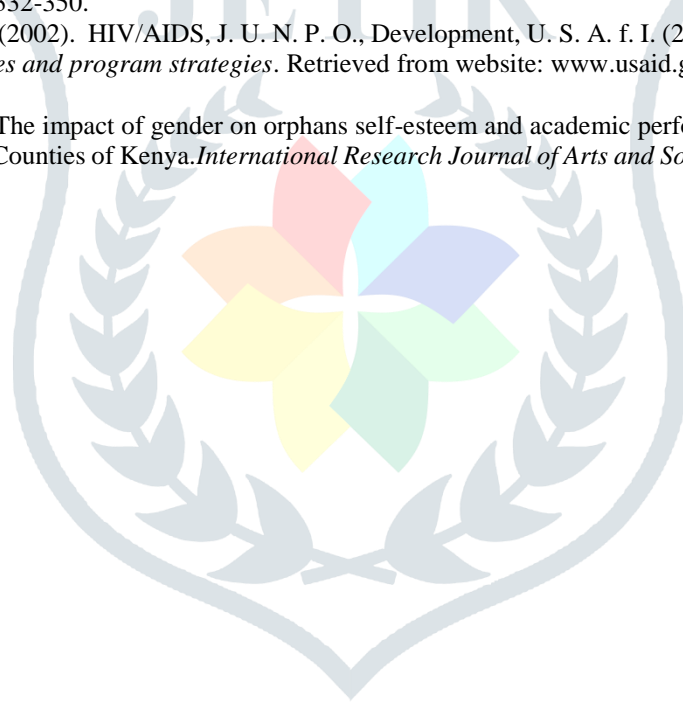 332-350.
(2002). HIV/AIDS, J. U. N. P. O., Development, U. S. A. f. I. (2
es and program strategies. Retrieved from website: www.usaid.g
The impact of gender on orphans self-esteem and academic perfo
Counties of Kenya.International Research Journal of Arts and So